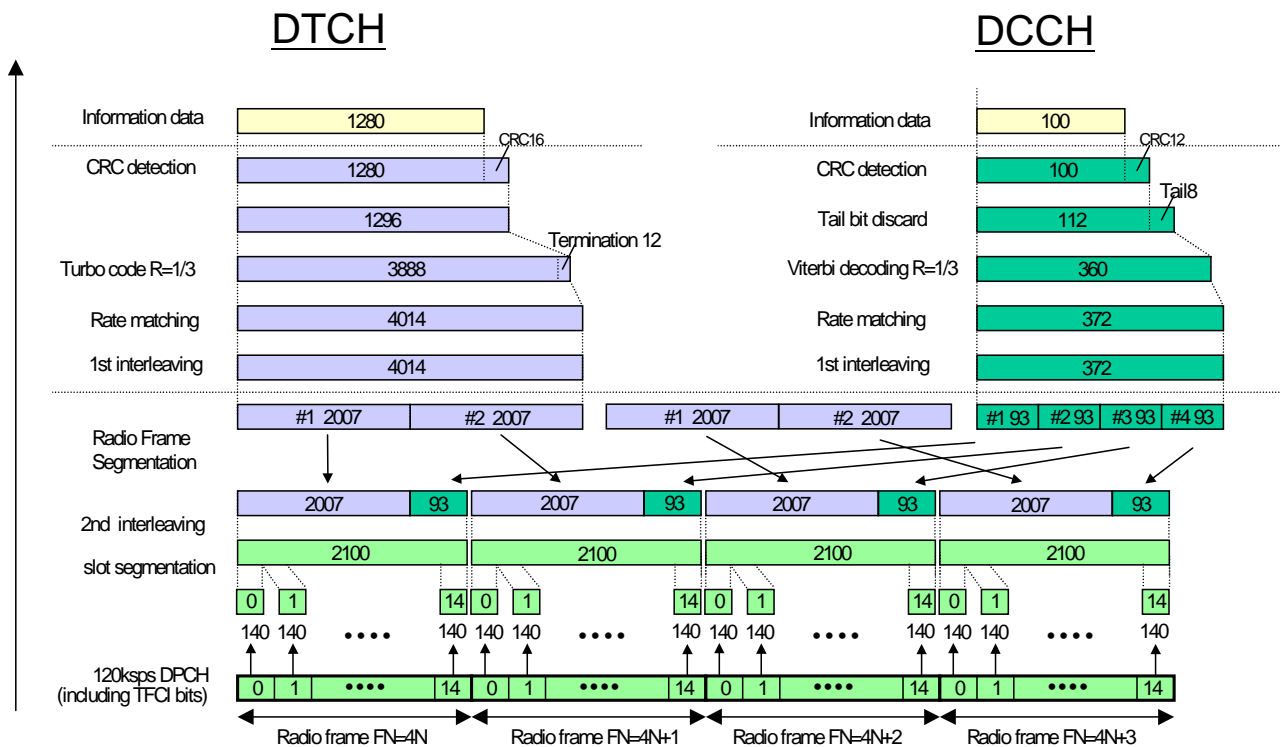 DTCH DCCH
Information data 1280 Information data 100
CRC16 CRC12
CRC detection 1280 CRC detection 100
Tail8
1296 Tail bit discard 112
Termination 12
Turbo code R=1/3 3888 Viterbi decoding R=1/3 360
Rate matching 4014 Rate matching 372
1st interleaving 4014 1st interleaving 372
#1 2007 #2 2007 #1 2007 #2 2007 #1 93 #2 93 #3 93 #4 93
Radio Frame
Segmentation
2007 93 2007 93 2007 93 2007 93
2nd interleaving
2100 2100 2100 2100
slot segmentation
0 1 14 0 1 14 0 1 14 0 1 14
140 140 •••• 140 140 140 •••• 140 140 140 •••• 140 140 140 •••• 140
120ksps DPCH
(including TFCI bits)
0 1 •••• 14 0 1 •••• 14 0 1 •••• 14 0 1 •••• 14
Radio frame FN=4N Radio frame FN=4N+1 Radio frame FN=4N+2 Radio frame FN=4N+3